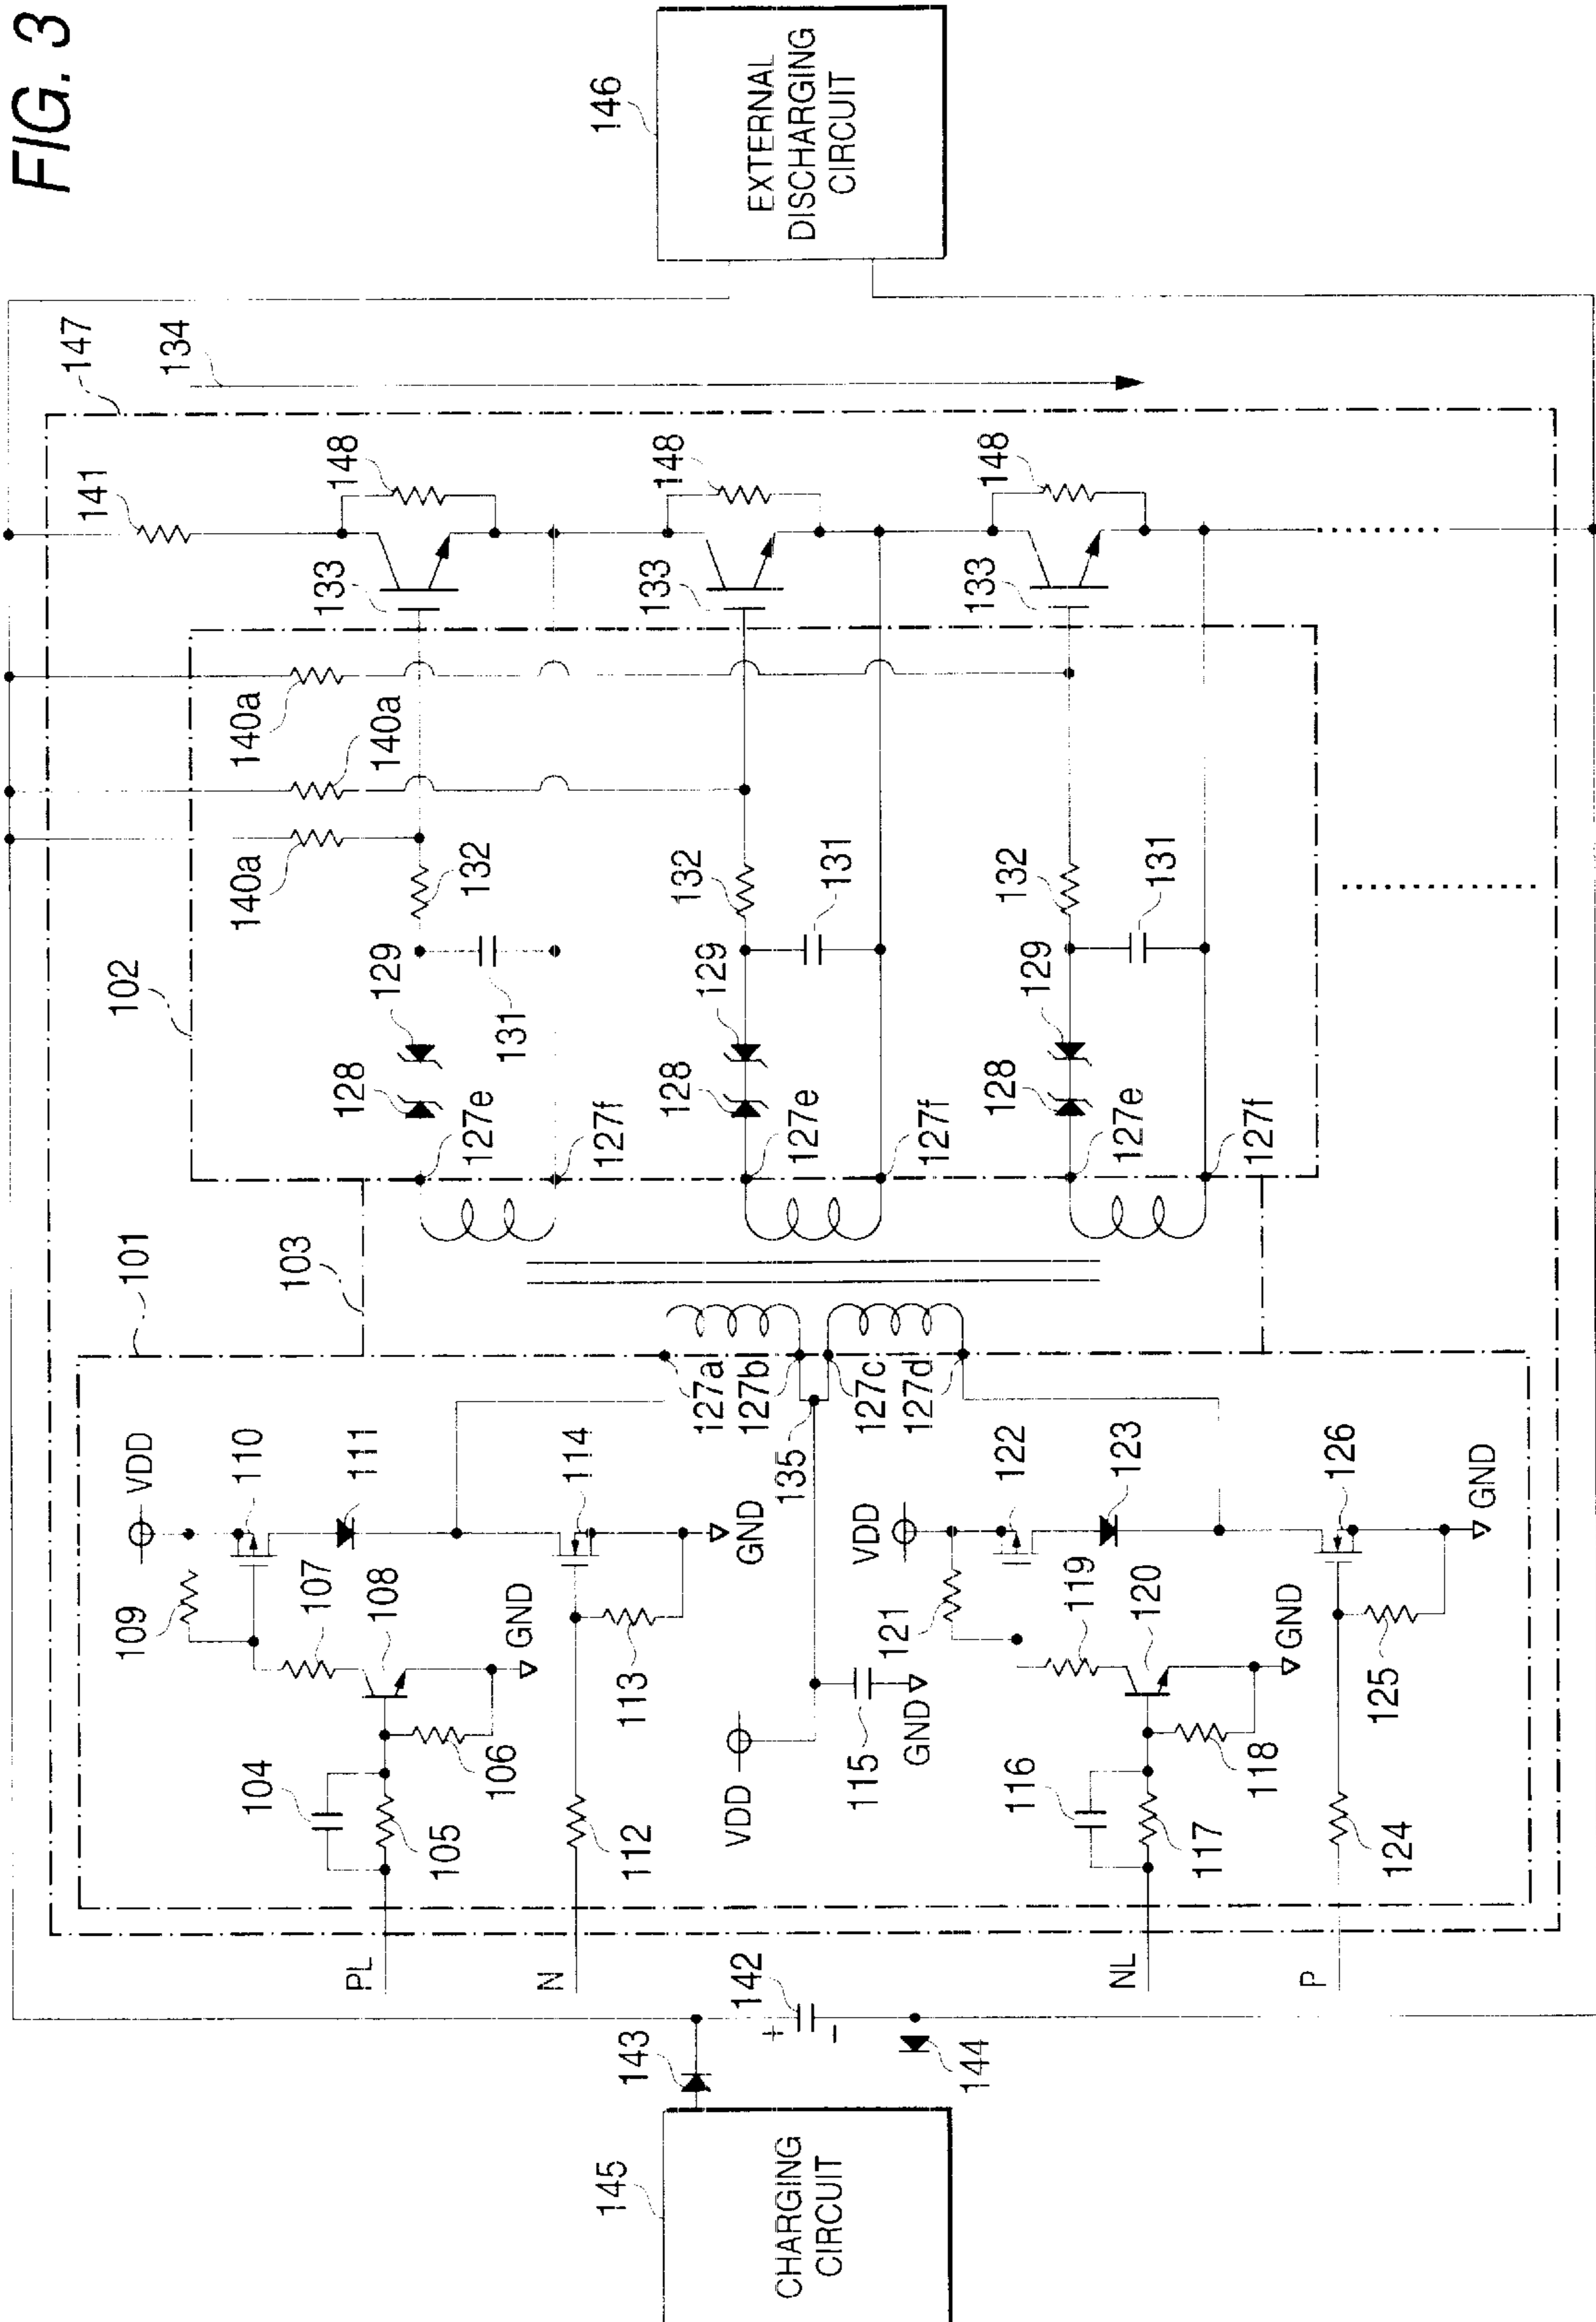 FIG. 3
146
EXTERNAL
DISCHARGING
CIRCUIT
147
134
141
148
148
148
133
133
133
140a
140a
140a
102
132
132
132
131
131
131
129
129
129
128
128
128
127e
127f
127e
127f
127e
127f
101
103
127a
127b
127c
127d
135
VDD
110
111
114
109
107
108
GND
GND
113
106
104
105
112
VDD
115
GND
VDD
122
123
126
GND
121
119
120
GND
125
118
116
117
124
PL
N
NL
P
142
+
−
143
144
145
CHARGING
CIRCUIT